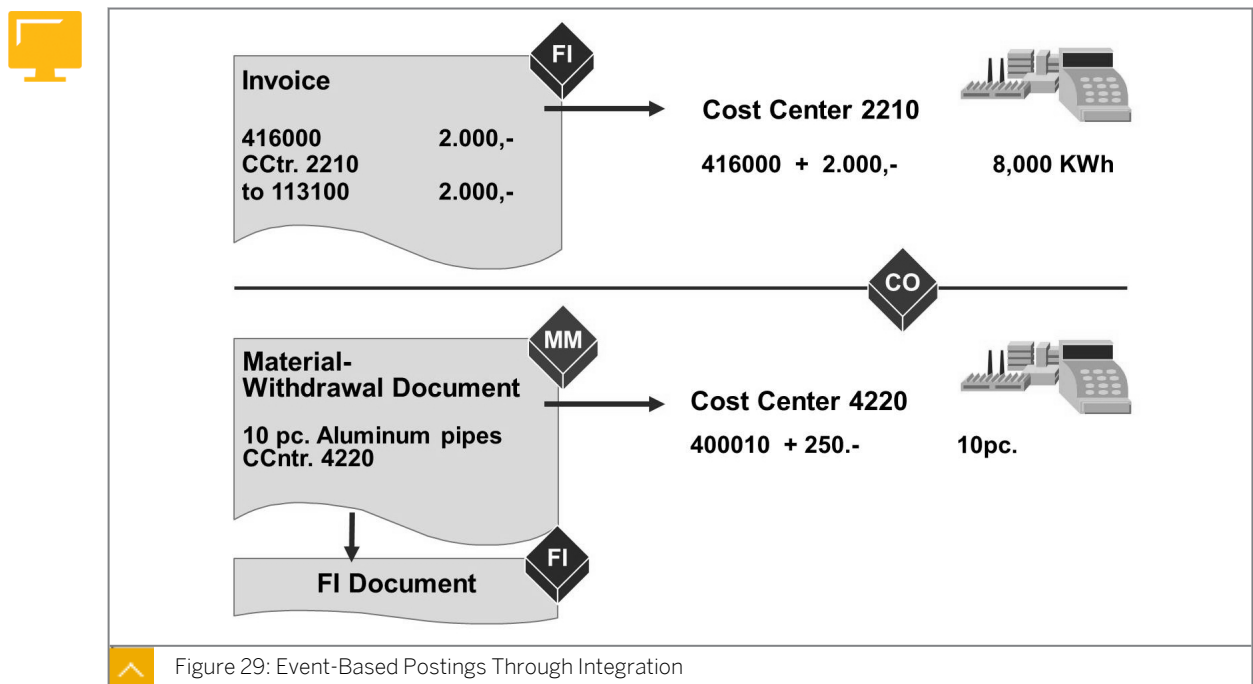 FI
Invoice
416000 2.000,-
CCtr. 2210
to 113100 2.000,-
Cost Center 2210
416000 + 2.000,- 8,000 KWh
CO
MM
Material-
Withdrawal Document
10 pc. Aluminum pipes
CCntr. 4220
Cost Center 4220
400010 + 250.- 10pc.
FI
FI Document
Figure 29: Event-Based Postings Through Integration